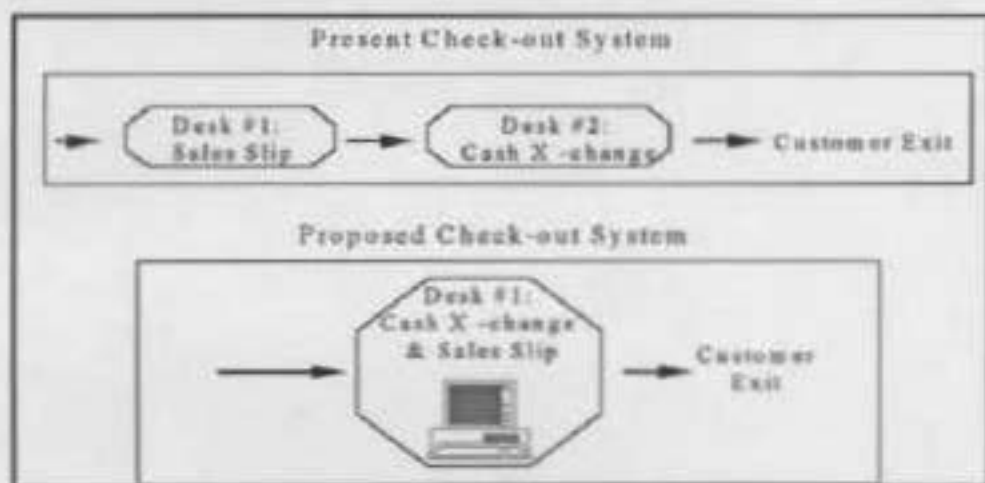 Present Check-out System
Desk #1:
Sales Slip
Desk #2:
Cash X -change
Customer Exit
Proposed Check-out System
Desk #1:
Cash X -change
& Sales Slip
Customer
Exit